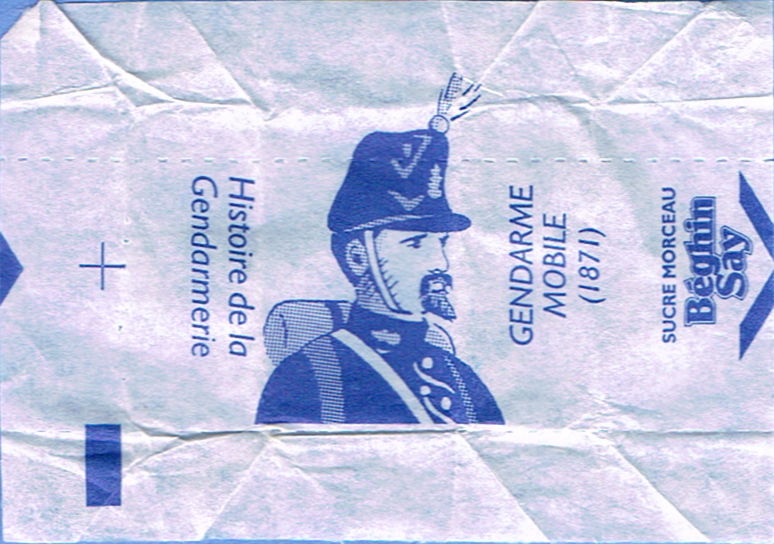 Histoire de la
Gendarmerie
GENDARME
MOBILE
(1871)
SUCRE MORCEAU
Béghin
Say